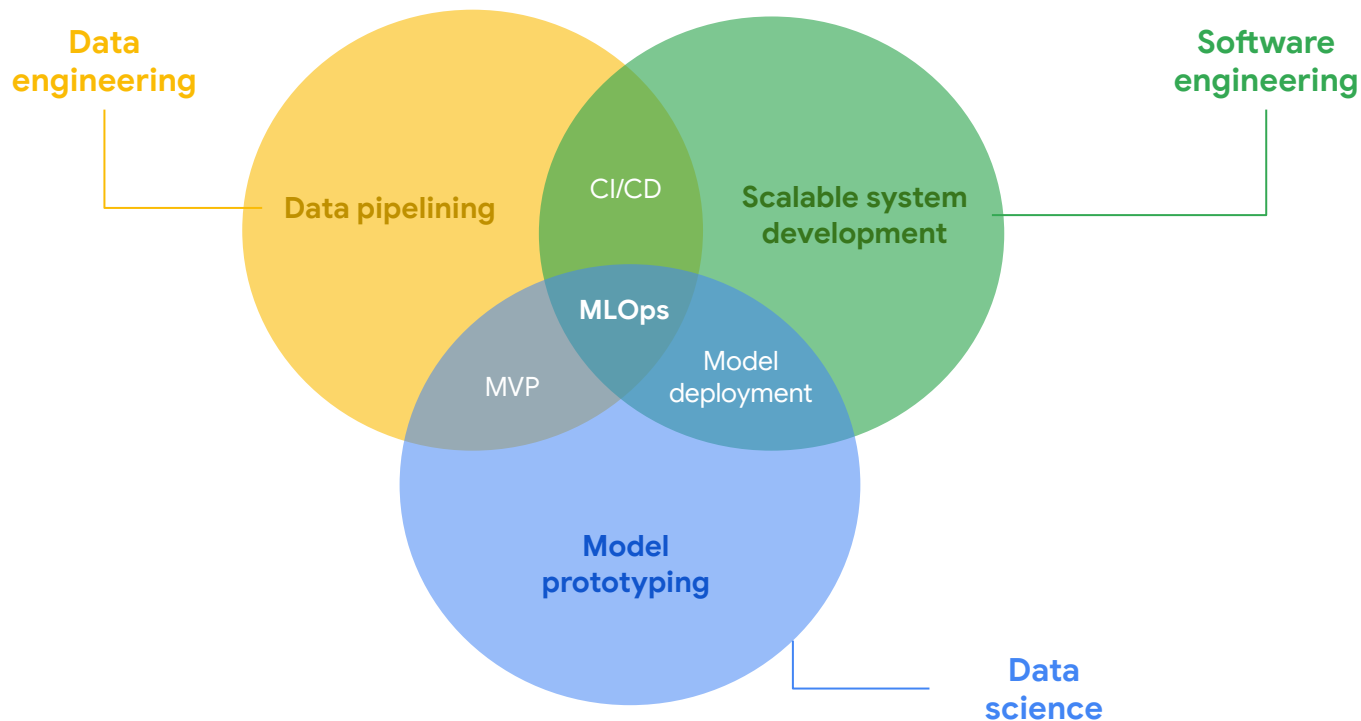 Data
engineering
Software
engineering
CI/CD
Data pipelining
Scalable system
development
MLOps
MVP
Model
deployment
Model
prototyping
Data
science